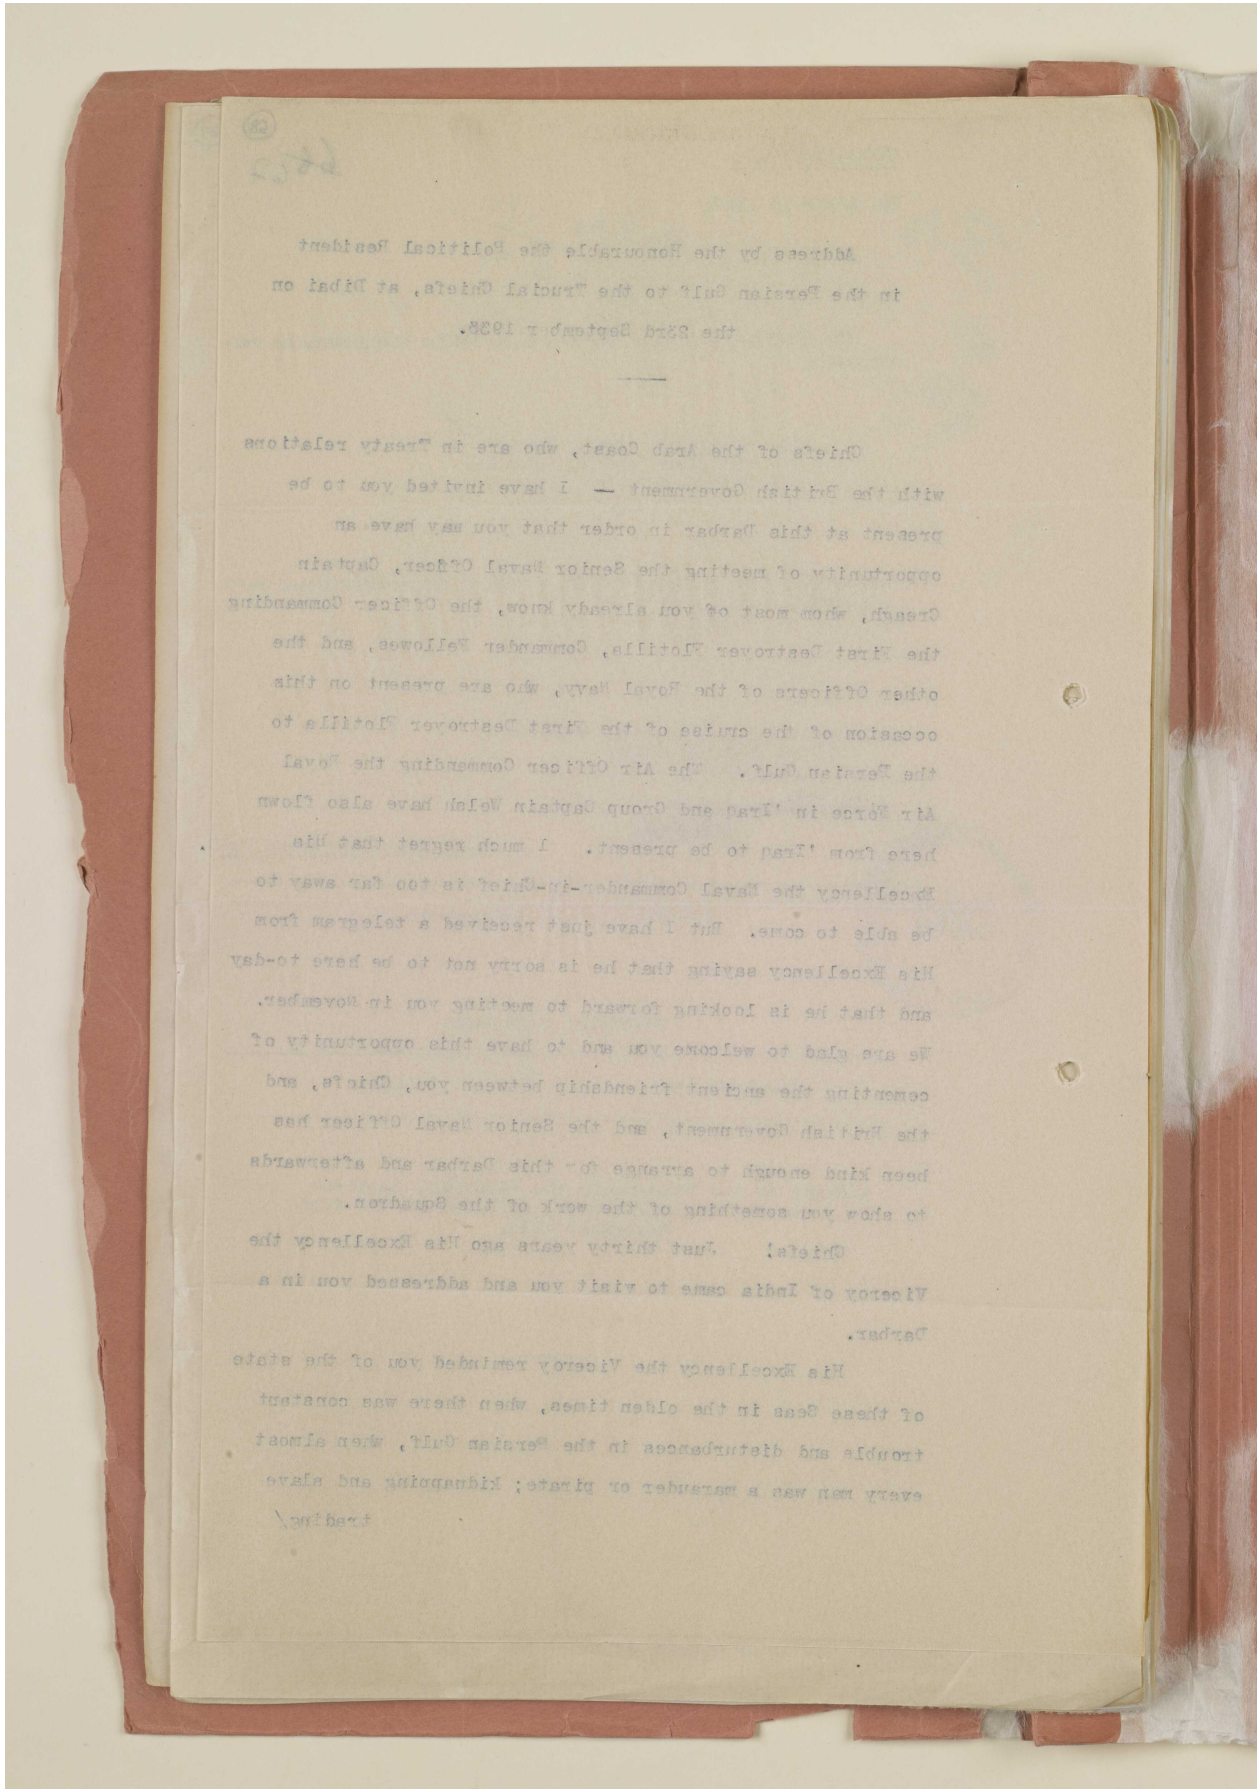 Address by the Honourable the Political Resident
in the Persian Gulf to the Trucial Chiefs, at Dibai on
the 23rd September 1933.
Chiefs of the Arab Coast, who are in Treaty relations
with the British Government — I have invited you to be
present at this Darbar in order that you may have an
opportunity of meeting the Senior Naval Officer, Captain
Creagh, whom most of you already know, the Officer Commanding
the First Destroyer Flotilla, Commander Fellowes, and the
other Officers of the Royal Navy, who are present on this
occasion of the cruise of the First Destroyer Flotilla to
the Persian Gulf. The Air Officer Commanding the Royal
Air Force in 'Iraq and Group Captain Welsh have also flown
here from 'Iraq to be present. I much regret that His
Excellency the Naval Commander-in-Chief is too far away to
be able to come. But I have just received a telegram from
His Excellency saying that he is sorry not to be here to-day
and that he is looking forward to meeting you in November.
We are glad to welcome you and to have this opportunity of
cementing the ancient friendship between you, Chiefs, and
the British Government, and the Senior Naval Officer has
been kind enough to arrange for this Darbar and afterwards
to show you something of the work of the Squadron.
Chiefs! Just thirty years ago His Excellency the
Viceroy of India came to visit you and addressed you in a
Darbar.
His Excellency the Viceroy reminded you of the state
of these Seas in the olden times, when there was constant
trouble and disturbances in the Persian Gulf, when almost
every man was a marauder or pirate; kidnapping and slave
trading/